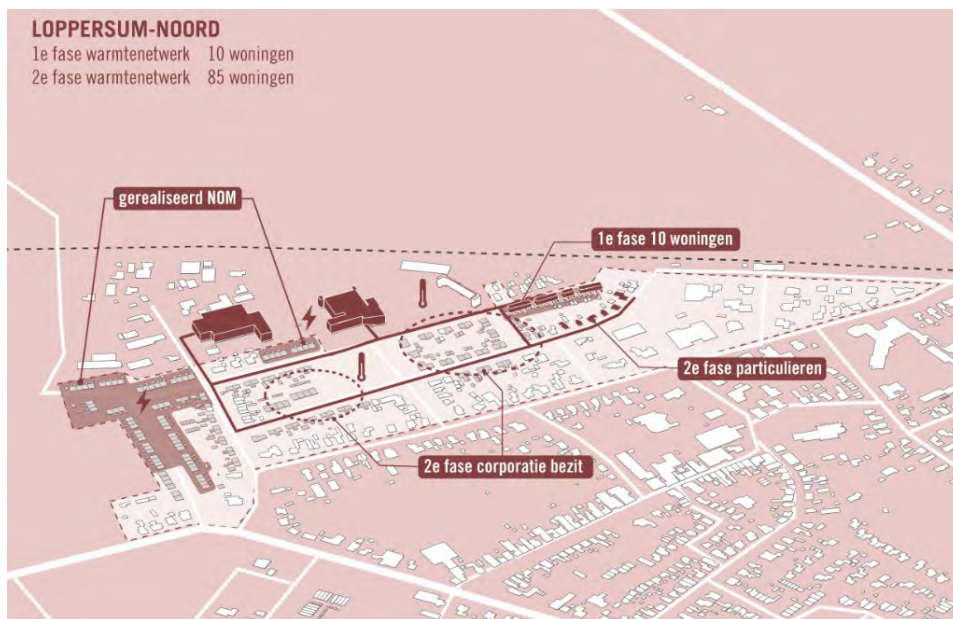 LOPPERSUM-NOORD
1e fase warmtenetwerk 10 woningen
2e fase warmtenetwerk 85 woningen
gerealiseerd NOM
1e fase 10 woningen
2e fase particulieren
2e fase corporatie bezit